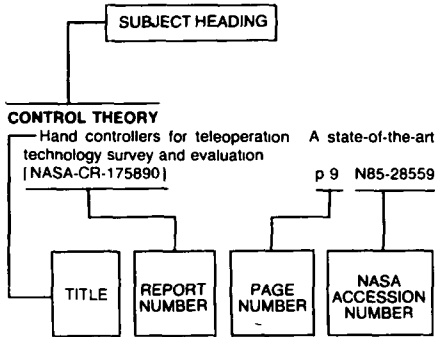 SUBJECT HEADING
CONTROL THEORY
Hand controllers for teleoperation A state-of-the-art
technology survey and evaluation
[NASA-CR-175890] p 9 N85-28559
TITLE
REPORT
NUMBER
PAGE
NUMBER
NASA
ACCESSION
NUMBER